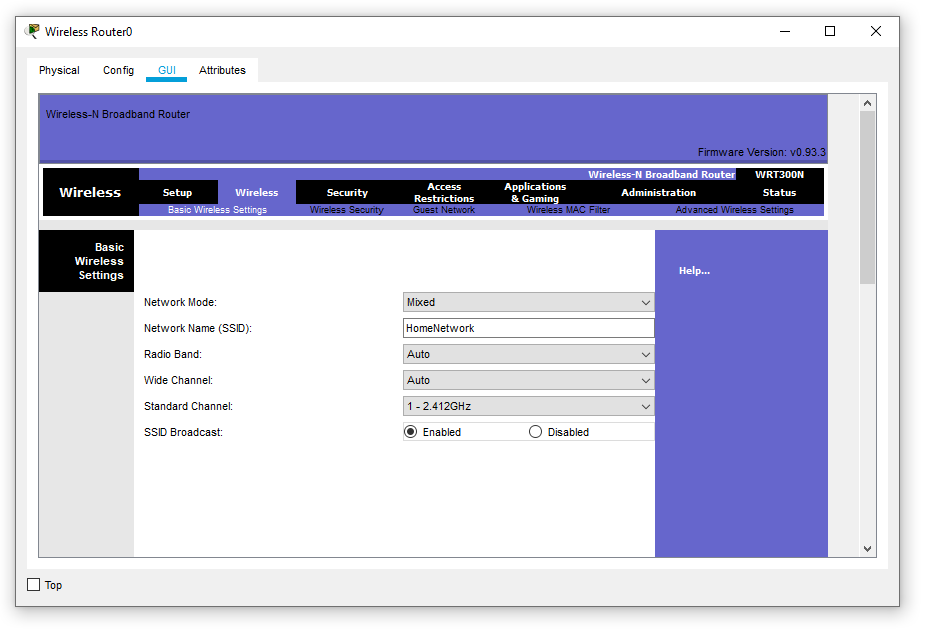 Wireless Router0
Physical Config GUI Attributes
Wireless-N Broadband Router
Firmware Version: v0.93.3
Wireless-N Broadband Router WRT300N
Wireless
Setup Wireless Security Access Restrictions Applications & Gaming Administration Status
Basic Wireless Settings Wireless Security Guest Network Wireless MAC Filter Advanced Wireless Settings
Basic
Wireless
Settings
Help...
Network Mode: Mixed
Network Name (SSID): HomeNetwork
Radio Band: Auto
Wide Channel: Auto
Standard Channel: 1 - 2.412GHz
SSID Broadcast: Enabled Disabled
Top